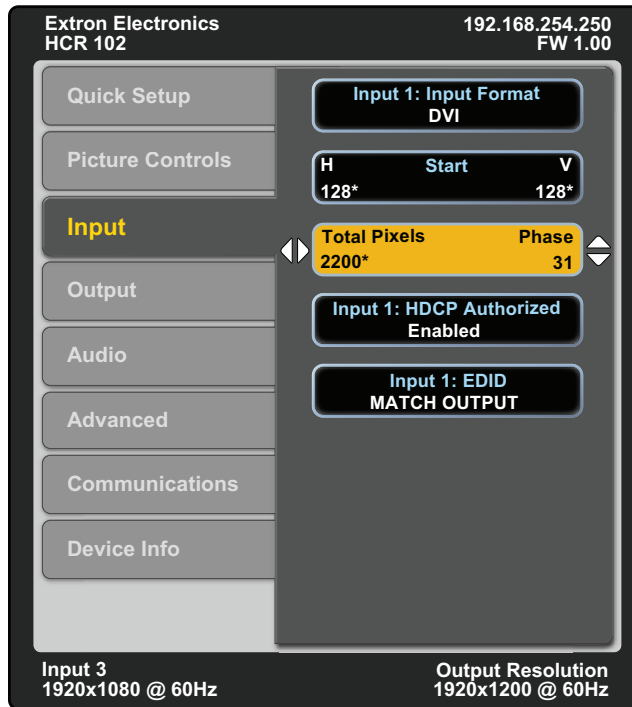 Extron Electronics
HCR 102
192.168.254.250
FW 1.00
Quick Setup
Picture Controls
Input
Output
Audio
Advanced
Communications
Device Info
Input 1: Input Format
DVI
H Start V
128* 128*
Total Pixels Phase
2200* 31
Input 1: HDCP Authorized
Enabled
Input 1: EDID
MATCH OUTPUT
Input 3
1920x1080 @ 60Hz
Output Resolution
1920x1200 @ 60Hz